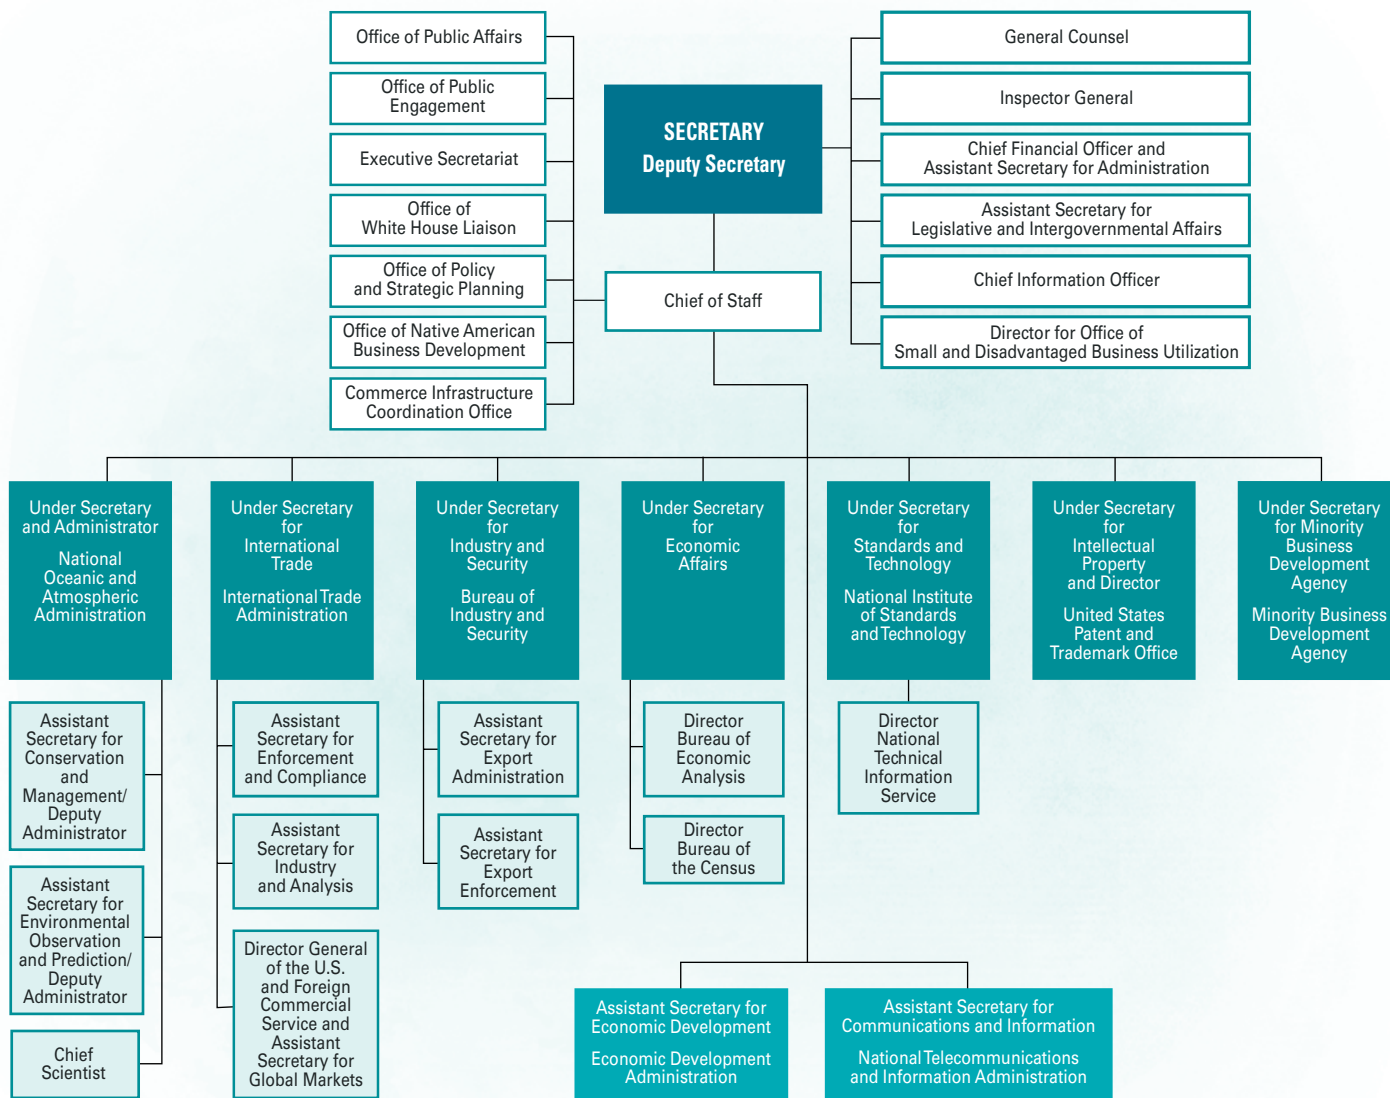 Office of Public Affairs
Office of Public
Engagement
Executive Secretariat
Office of
White House Liaison
Office of Policy
and Strategic Planning
Office of Native American
Business Development
Commerce Infrastructure
Coordination Office
SECRETARY
Deputy Secretary
Chief of Staff
General Counsel
Inspector General
Chief Financial Officer and
Assistant Secretary for Administration
Assistant Secretary for
Legislative and Intergovernmental Affairs
Chief Information Officer
Director for Office of
Small and Disadvantaged Business Utilization
Under Secretary
and Administrator
National
Oceanic and
Atmospheric
Administration
Assistant
Secretary for
Conservation
and
Management/
Deputy
Administrator
Assistant
Secretary for
Environmental
Observation
and Prediction/
Deputy
Administrator
Chief
Scientist
Under Secretary
for
International
Trade
International Trade
Administration
Assistant
Secretary for
Enforcement
and Compliance
Assistant
Secretary for
Industry
and Analysis
Director General
of the U.S.
and Foreign
Commercial
Service and
Assistant
Secretary for
Global Markets
Under Secretary
for
Industry and
Security
Bureau of
Industry and
Security
Assistant
Secretary for
Export
Administration
Assistant
Secretary for
Export
Enforcement
Under Secretary
for
Economic
Affairs
Director
Bureau of
Economic
Analysis
Director
Bureau of
the Census
Under Secretary
for
Standards and
Technology
National Institute
of Standards
and Technology
Director
National
Technical
Information
Service
Under Secretary
for
Intellectual
Property
and Director
United States
Patent and
Trademark Office
Under Secretary
for Minority
Business
Development
Agency
Minority Business
Development
Agency
Assistant Secretary for
Economic Development
Economic Development
Administration
Assistant Secretary for
Communications and Information
National Telecommunications
and Information Administration